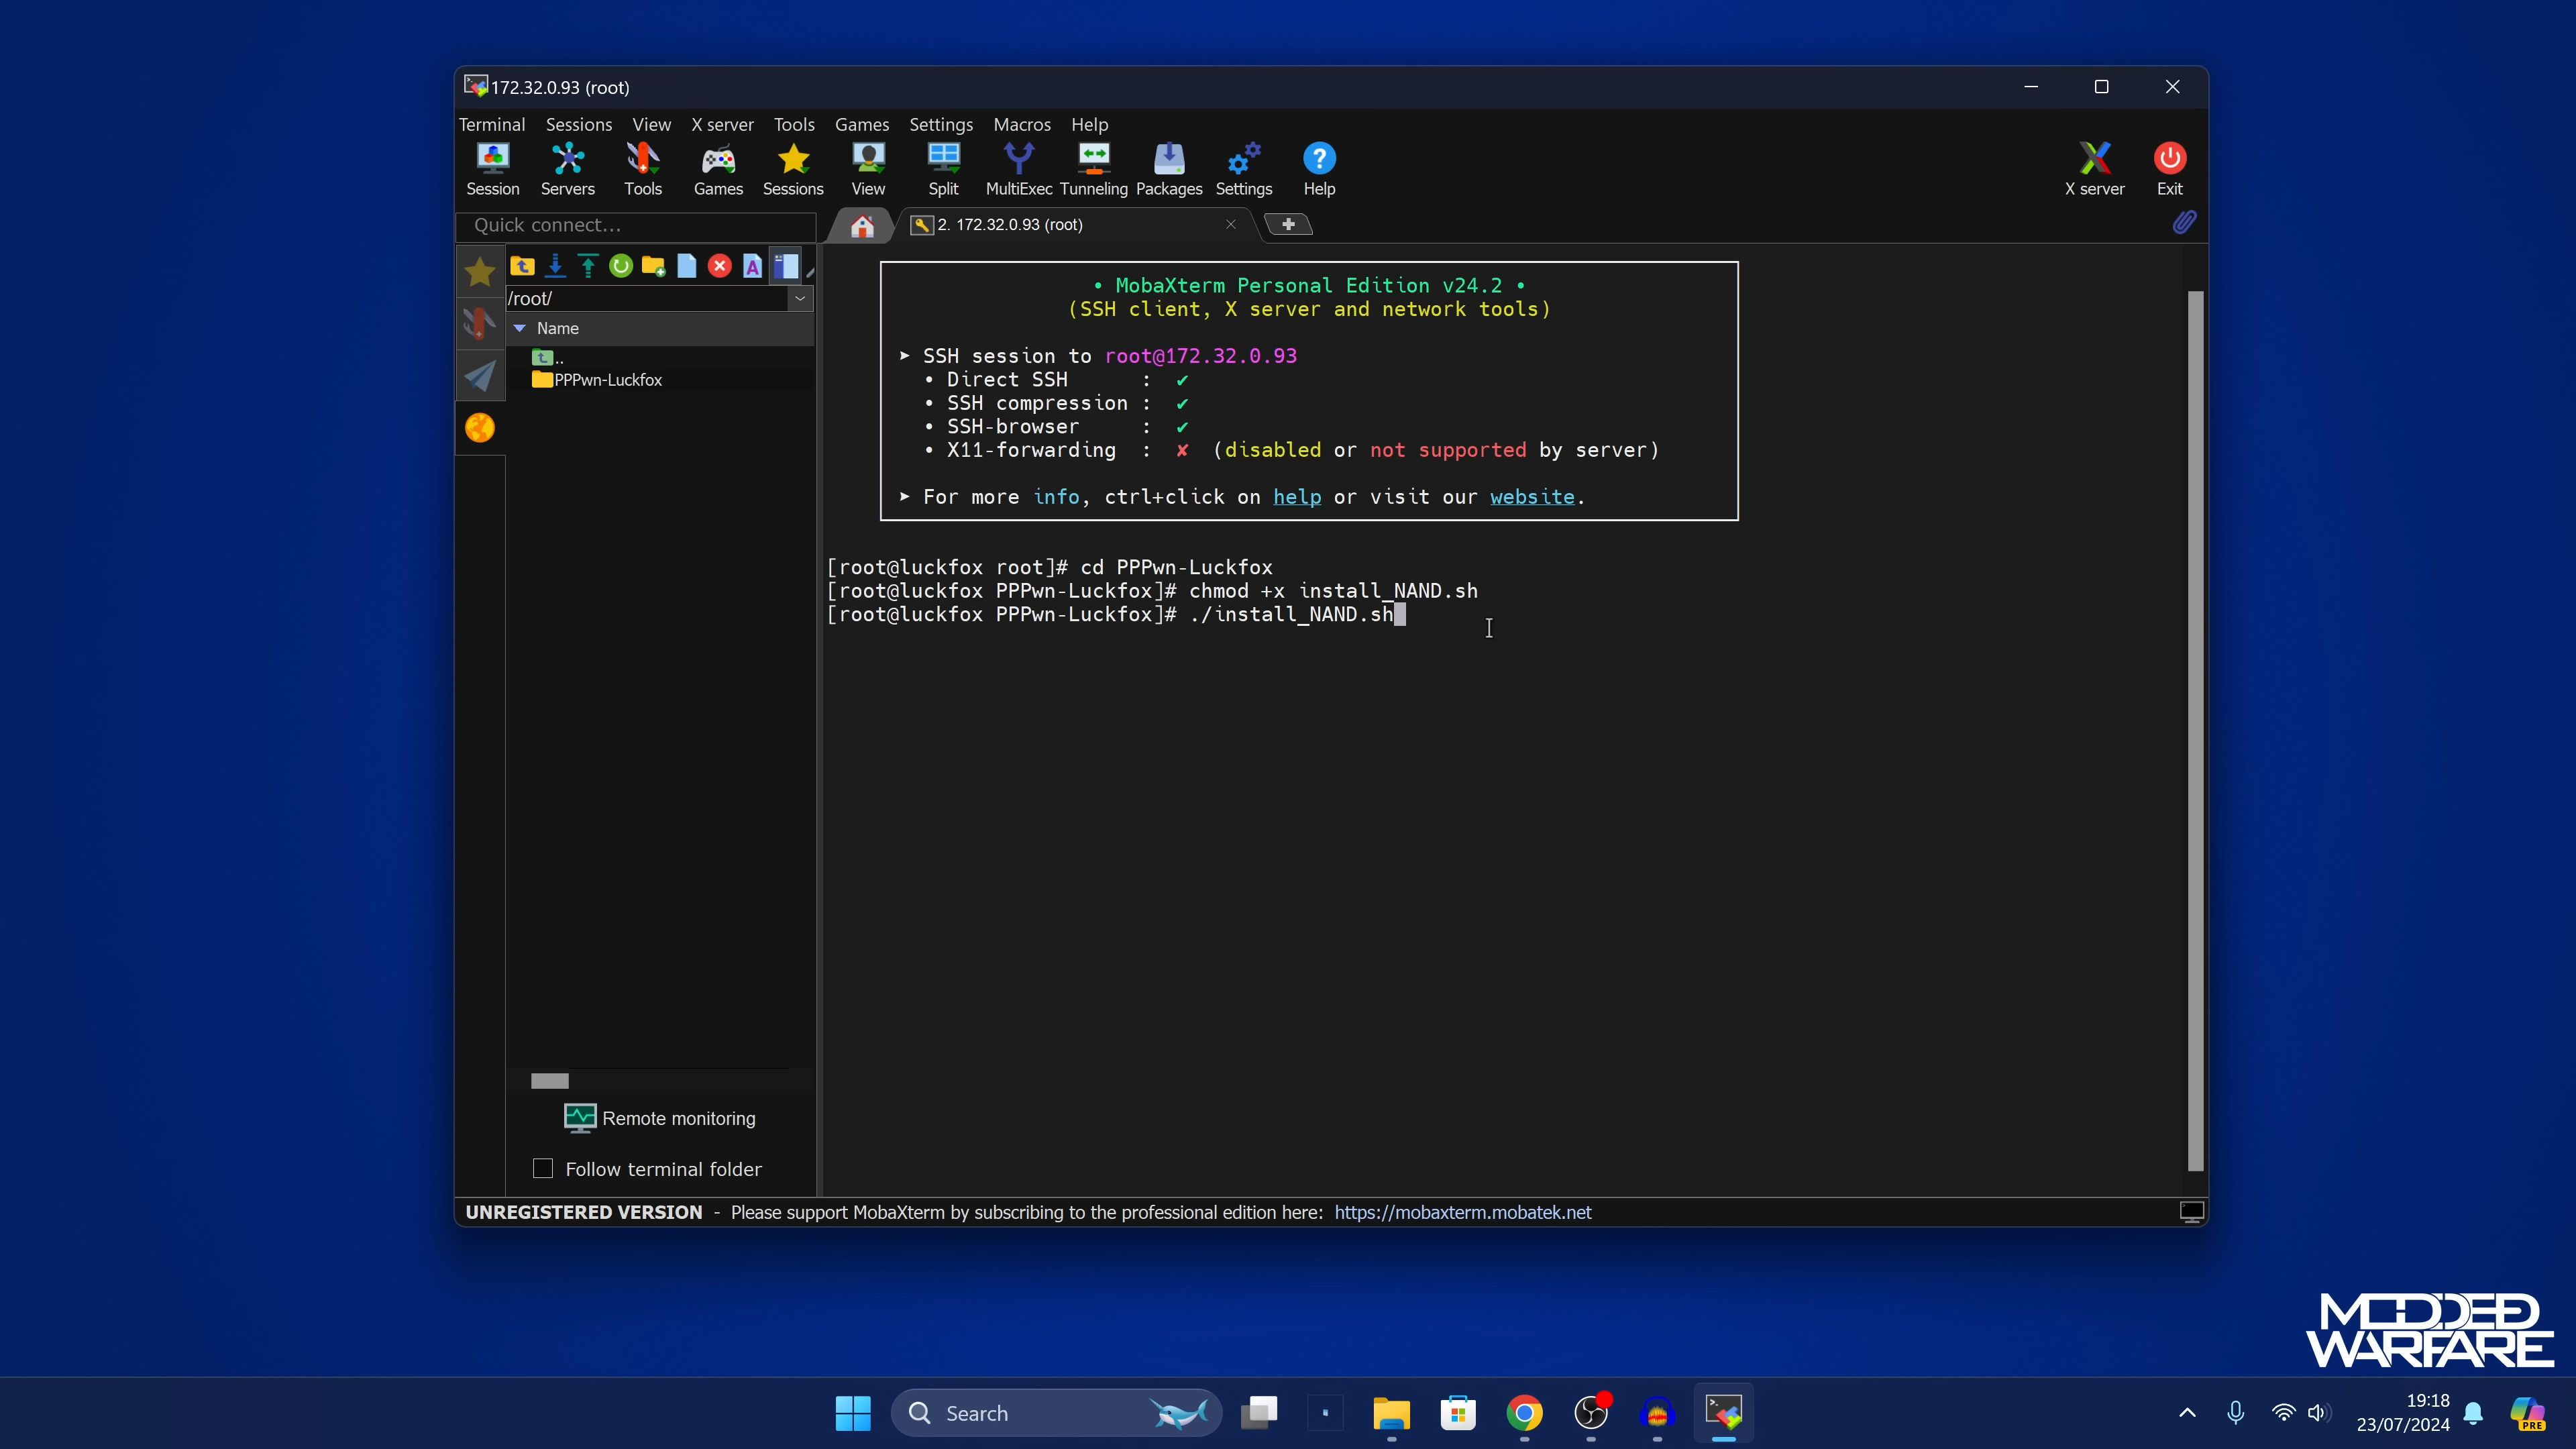 172.32.0.93 (root)
Terminal Sessions View X server Tools Games Settings Macros Help
Session Servers Tools Games Sessions View Split MultiExec Tunneling Packages Settings Help X server Exit
Quick connect...
2. 172.32.0.93 (root)
/root/
Name
..
PPPwn-Luckfox
• MobaXterm Personal Edition v24.2 •
(SSH client, X server and network tools)
➤ SSH session to root@172.32.0.93
• Direct SSH : ✔
• SSH compression : ✔
• SSH-browser : ✔
• X11-forwarding : ✘ (disabled or not supported by server)
➤ For more info, ctrl+click on help or visit our website.
[root@luckfox root]# cd PPPwn-Luckfox
[root@luckfox PPPwn-Luckfox]# chmod +x install_NAND.sh
[root@luckfox PPPwn-Luckfox]# ./install_NAND.sh
Remote monitoring
Follow terminal folder
UNREGISTERED VERSION - Please support MobaXterm by subscribing to the professional edition here: https://mobaxterm.mobatek.net
MODDED
WARFARE
Search
19:18
23/07/2024
PRE